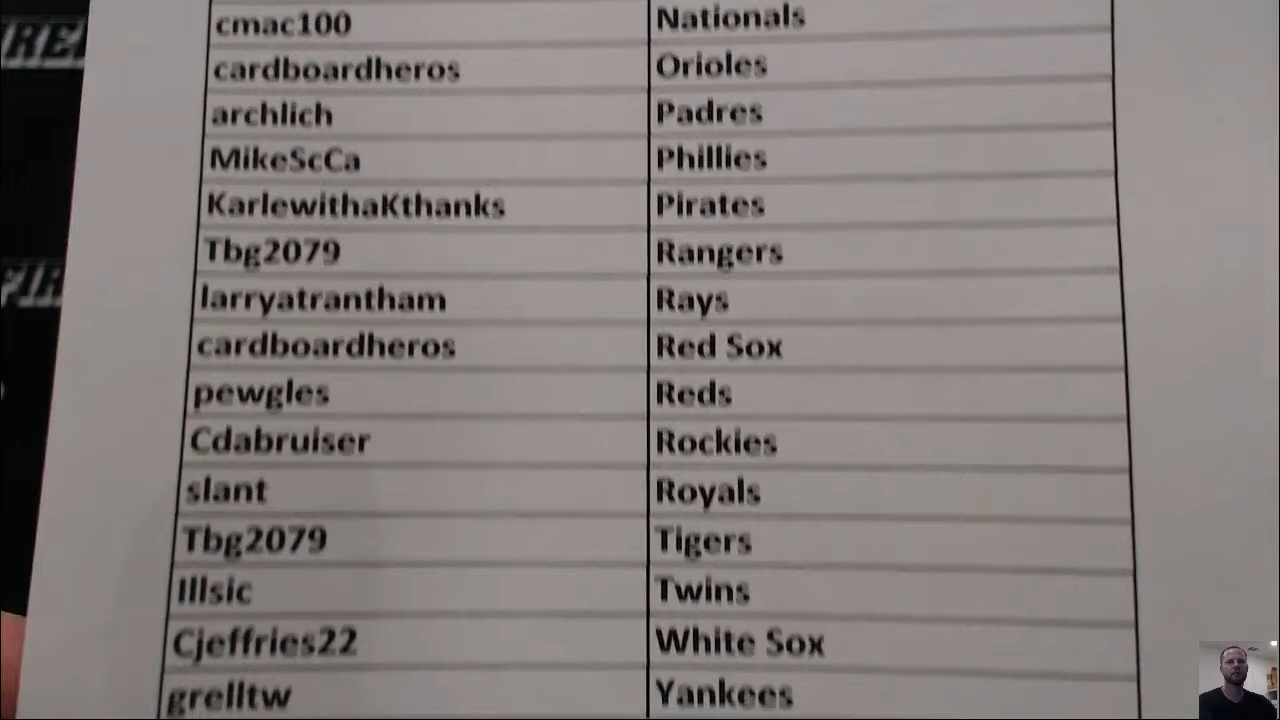 cmac100 Nationals
cardboardheros Orioles
archlich Padres
MikeScCa Phillies
KarlewithaKthanks Pirates
Tbg2079 Rangers
larryatrantham Rays
cardboardheros Red Sox
pewgles Reds
Cdabruiser Rockies
slant Royals
Tbg2079 Tigers
Illsic Twins
Cjeffries22 White Sox
grelltw Yankees